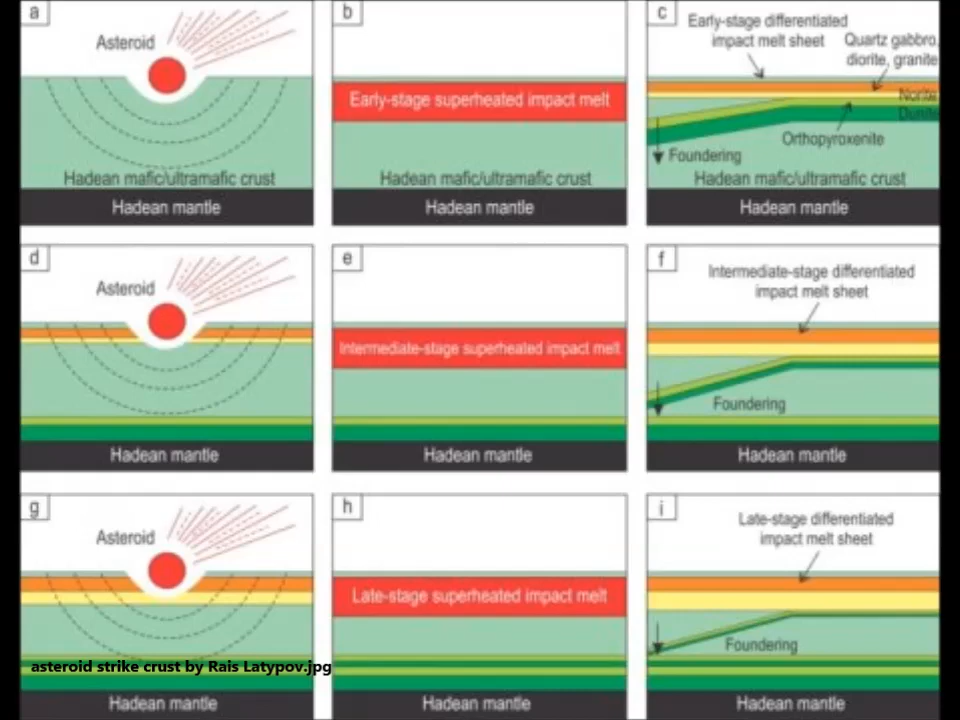 a
Asteroid
Hadean mafic/ultramafic crust
Hadean mantle
b
Early-stage superheated impact melt
Hadean mafic/ultramafic crust
Hadean mantle
c
Early-stage differentiated
impact melt sheet
Quartz gabbro,
diorite, granite
Norite
Dunite
Orthopyroxenite
Foundering
Hadean mafic/ultramafic crust
Hadean mantle
d
Asteroid
Hadean mantle
e
Intermediate-stage superheated impact melt
Hadean mantle
f
Intermediate-stage differentiated
impact melt sheet
Foundering
Hadean mantle
g
Asteroid
asteroid strike crust by Rais Latypov.jpg
Hadean mantle
h
Late-stage superheated impact melt
Hadean mantle
i
Late-stage differentiated
impact melt sheet
Foundering
Hadean mantle